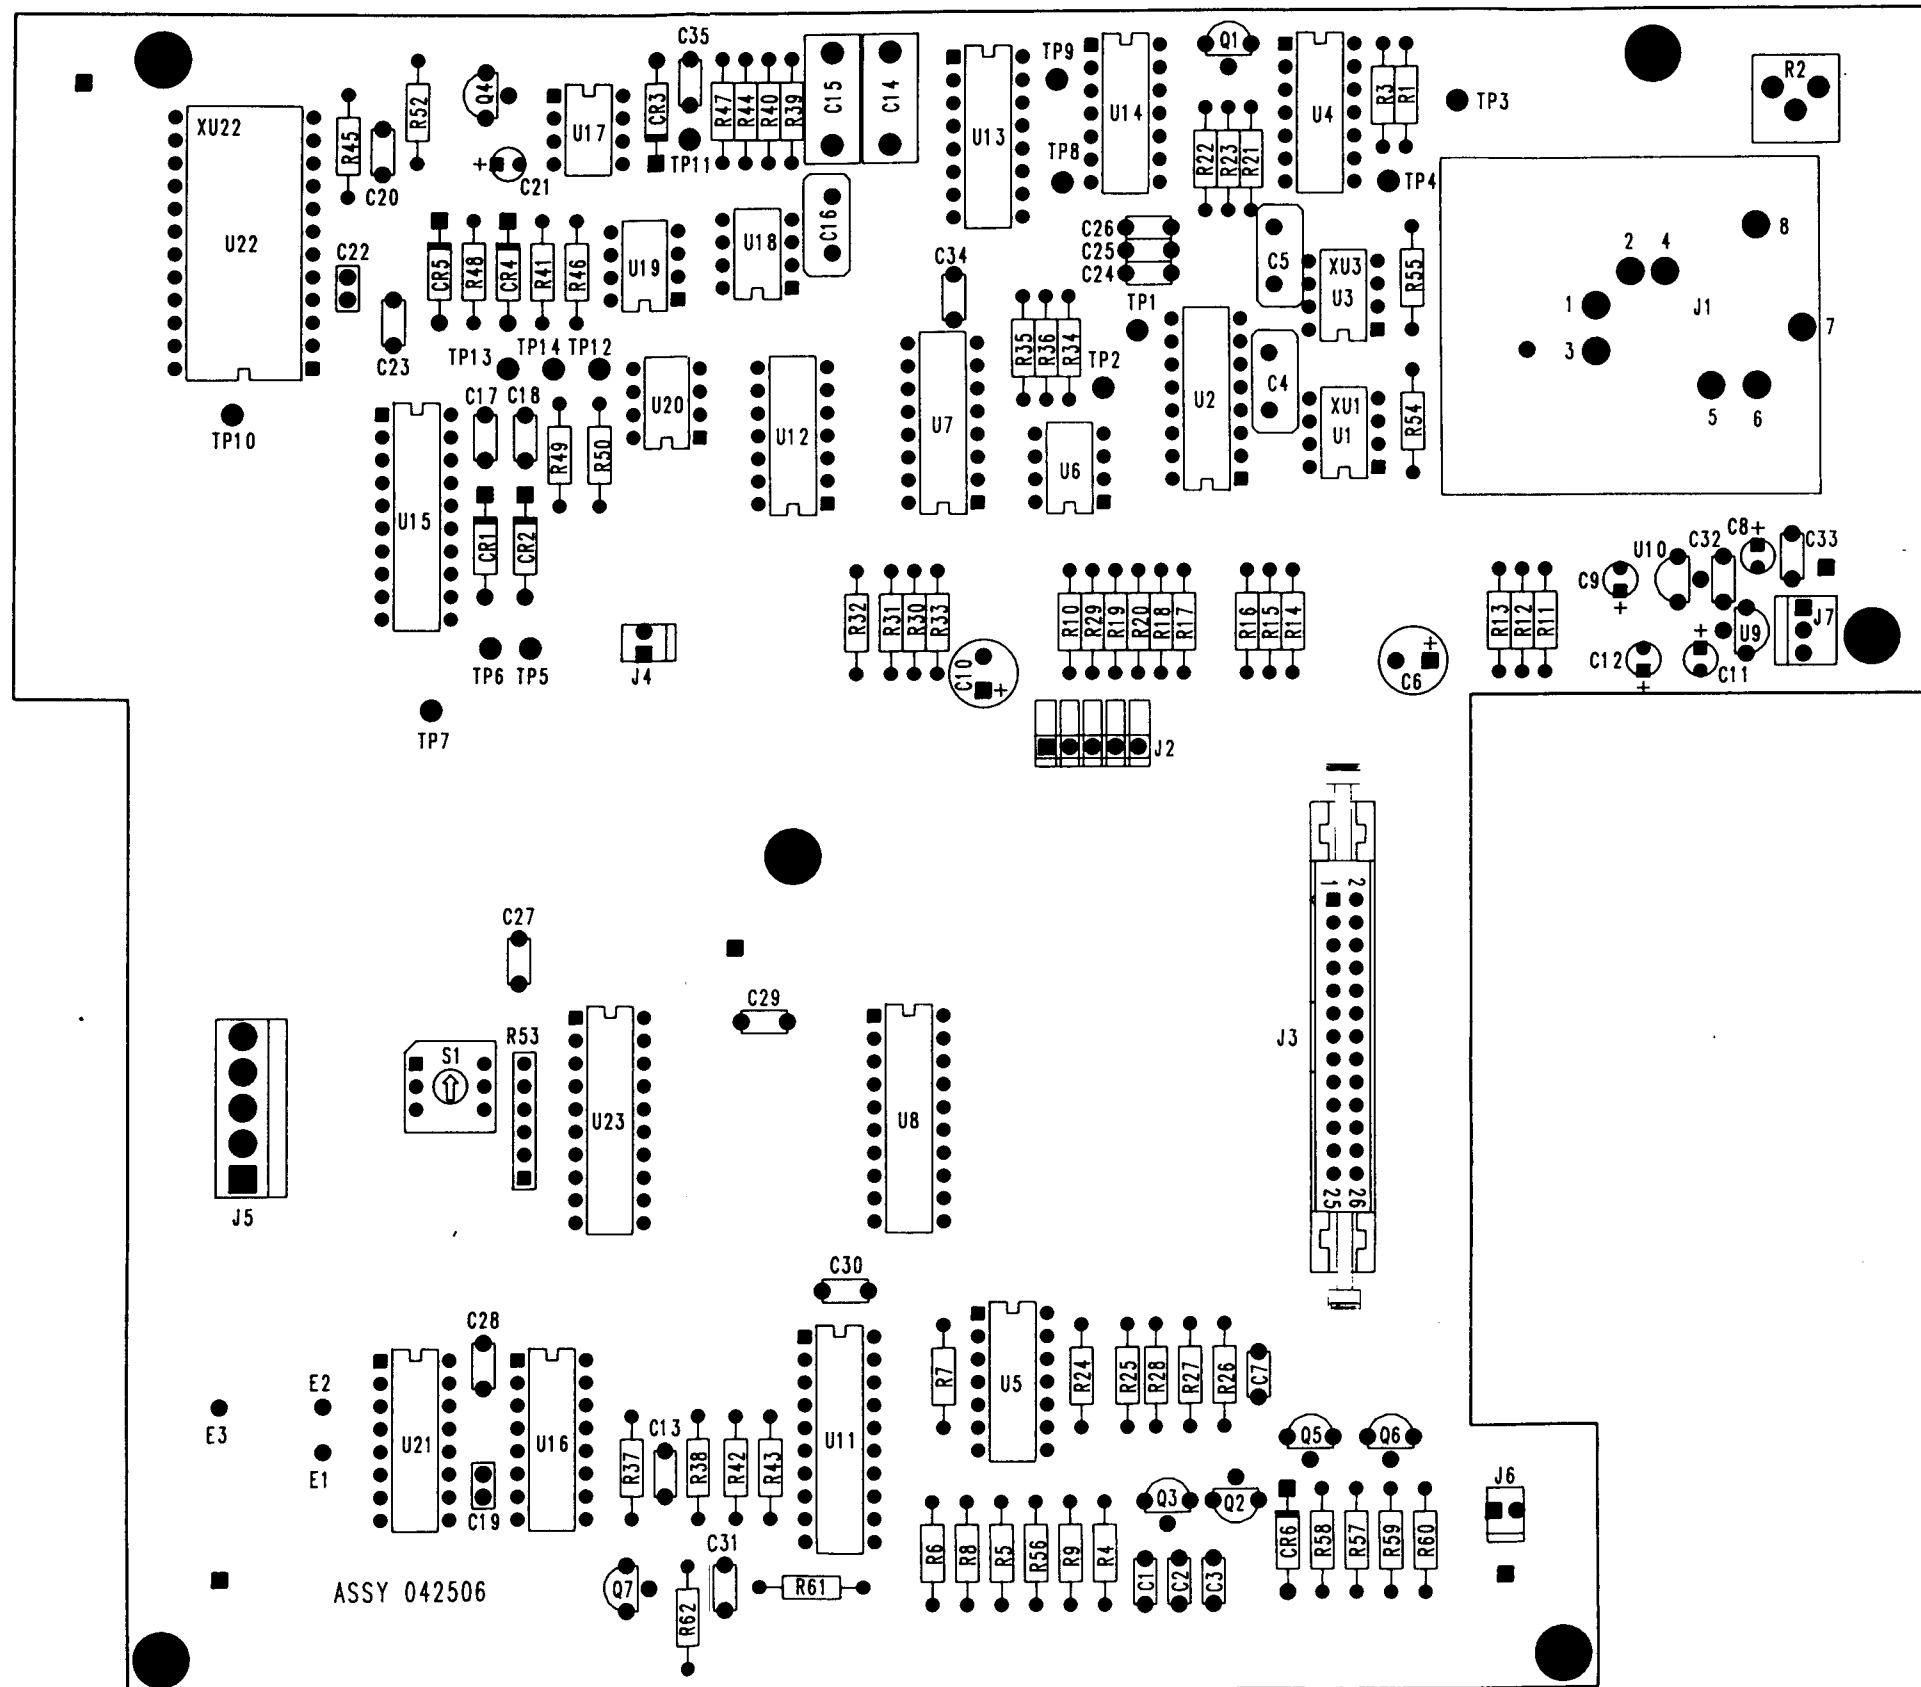 C35
Q1
TP9
R2
XU22
R52
Q4
U17
CR3
R47
R44
R40
R39
C15
C14
U13
U14
U4
R3
R1
TP3
R45
C20
+
C21
TP11
TP8
R22
R23
R21
TP4
U22
C22
CR5
R48
CR4
R41
R46
U19
U18
C16
C34
C26
C25
C24
C5
XU3
U3
R55
2
4
8
1
J1
7
3
5
6
C23
TP13
TP14
TP12
R35
R36
R34
TP1
TP2
C4
TP10
C17
C18
R49
R50
U20
U12
U7
U6
U2
XU1
U1
R54
U15
CR1
CR2
R32
R31
R30
R33
R10
R29
R19
R20
R18
R17
R16
R15
R14
R13
R12
R11
C9
+
U10
C32
C8
+
C33
U9
J7
TP6
TP5
J4
C10
+
C6
+
C12
+
C11
+
TP7
J2
1
2
C27
C29
J3
S1
R53
U23
U8
J5
25
26
C30
C28
E2
E3
E1
U21
U16
C19
R37
C13
R38
R42
R43
U11
R7
U5
R24
R25
R28
R27
R26
C7
Q5
Q6
J6
Q3
Q2
R6
R8
R5
R56
R9
R4
C1
C2
C3
CR6
R58
R57
R59
R60
C31
Q7
R62
R61
ASSY 042506